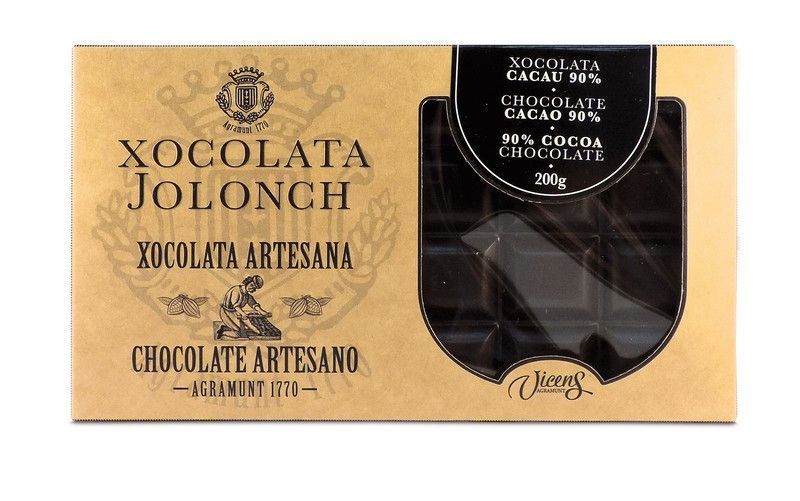 Agramunt 1770
XOCOLATA
JOLONCH
XOCOLATA ARTESANA
CHOCOLATE ARTESANO
AGRAMUNT 1770
XOCOLATA
CACAU 90%
CHOCOLATE
CACAO 90%
90% COCOA
CHOCOLATE
200g
Vicens
AGRAMUNT